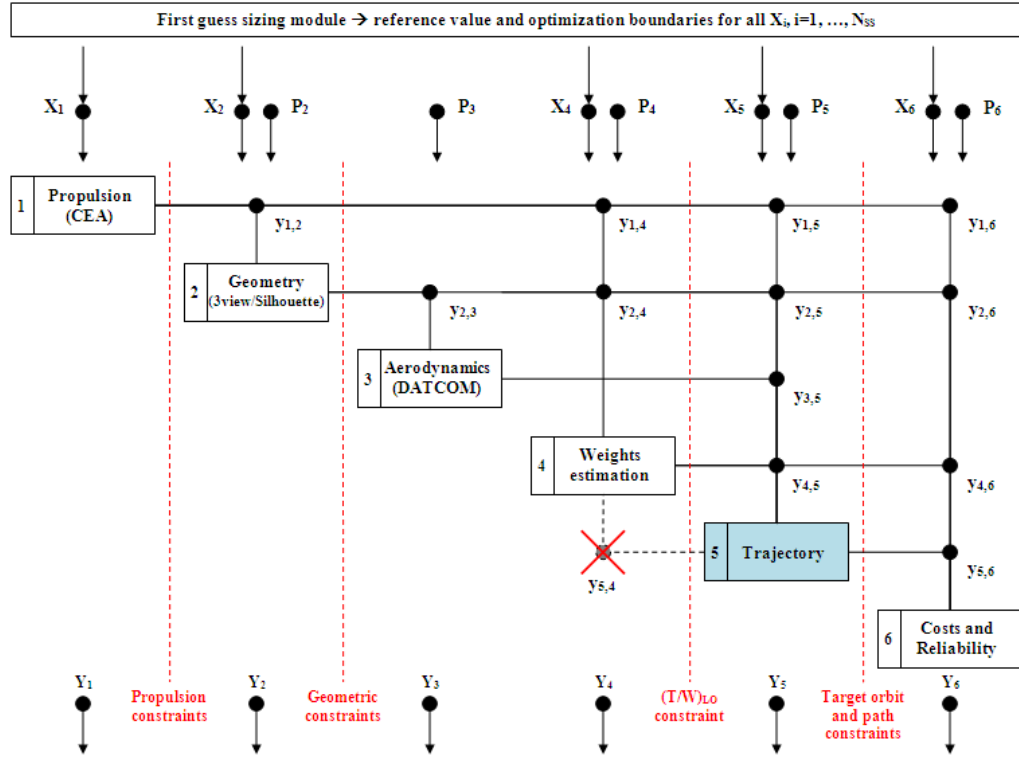 First guess sizing module → reference value and optimization boundaries for all Xi, i=1, …, NSS
X1
X2
P2
P3
X4
P4
X5
P5
X6
P6
1
Propulsion
(CEA)
y1,2
y1,4
y1,5
y1,6
2
Geometry
(3view/Silhouette)
y2,3
y2,4
y2,5
y2,6
3
Aerodynamics
(DATCOM)
y3,5
4
Weights
estimation
y4,5
y4,6
y5,4
5
Trajectory
y5,6
6
Costs and
Reliability
Y1
Propulsion
constraints
Y2
Geometric
constraints
Y3
Y4
(T/W)LO
constraint
Y5
Target orbit
and path
constraints
Y6